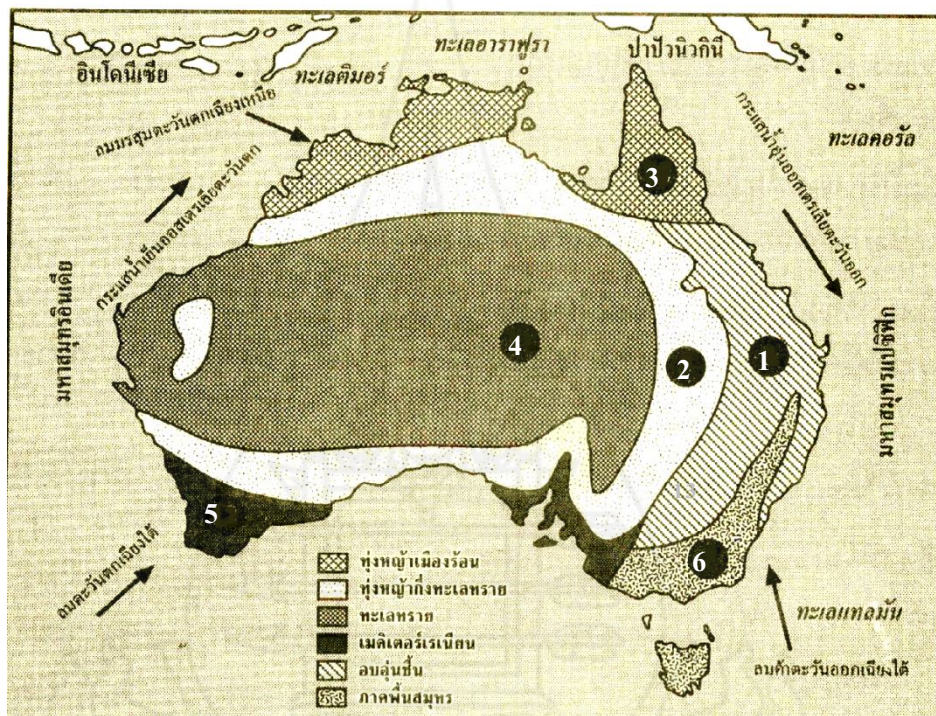 ทะเลอาราฟูรา
ปาปัวนิวกินี
อินโดนีเซีย
ทะเลติมอร์
ลมมรสุมตะวันตกเฉียงเหนือ
กระแสน้ำอุ่นออสเตรเลียตะวันออก
ทะเลคอรัล
3
กระแสน้ำเย็นออสเตรเลียตะวันตก
มหาสมุทรอินเดีย
4
2
1
มหาสมุทรแปซิฟิก
5
ลมตะวันตกเฉียงใต้
6
ทุ่งหญ้าเมืองร้อน
ทุ่งหญ้ากึ่งทะเลทราย
ทะเลทราย
เมดิเตอร์เรเนียน
อบอุ่นชื้น
ภาคพื้นสมุทร
ทะเลแทสมัน
ลมค้าตะวันออกเฉียงใต้